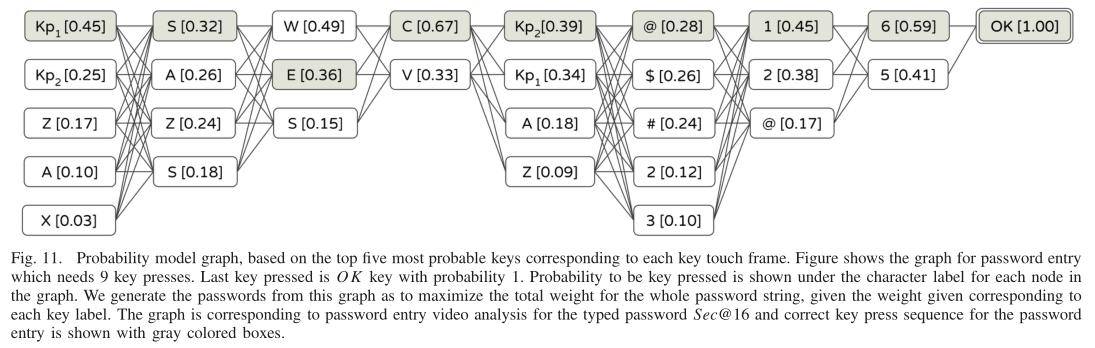 Kp1 [0.45] S [0.32] W [0.49] C [0.67] Kp2[0.39] @ [0.28] 1 [0.45] 6 [0.59] OK [1.00]
Kp2 [0.25] A [0.26] E [0.36] V [0.33] Kp1 [0.34] $ [0.26] 2 [0.38] 5 [0.41]
Z [0.17] Z [0.24] S [0.15] A [0.18] # [0.24] @ [0.17]
A [0.10] S [0.18] Z [0.09] 2 [0.12]
X [0.03] 3 [0.10]
Fig. 11. Probability model graph, based on the top five most probable keys corresponding to each key touch frame. Figure shows the graph for password entry
which needs 9 key presses. Last key pressed is OK key with probability 1. Probability to be key pressed is shown under the character label for each node in
the graph. We generate the passwords from this graph as to maximize the total weight for the whole password string, given the weight given corresponding to
each key label. The graph is corresponding to password entry video analysis for the typed password Sec@16 and correct key press sequence for the password
entry is shown with gray colored boxes.